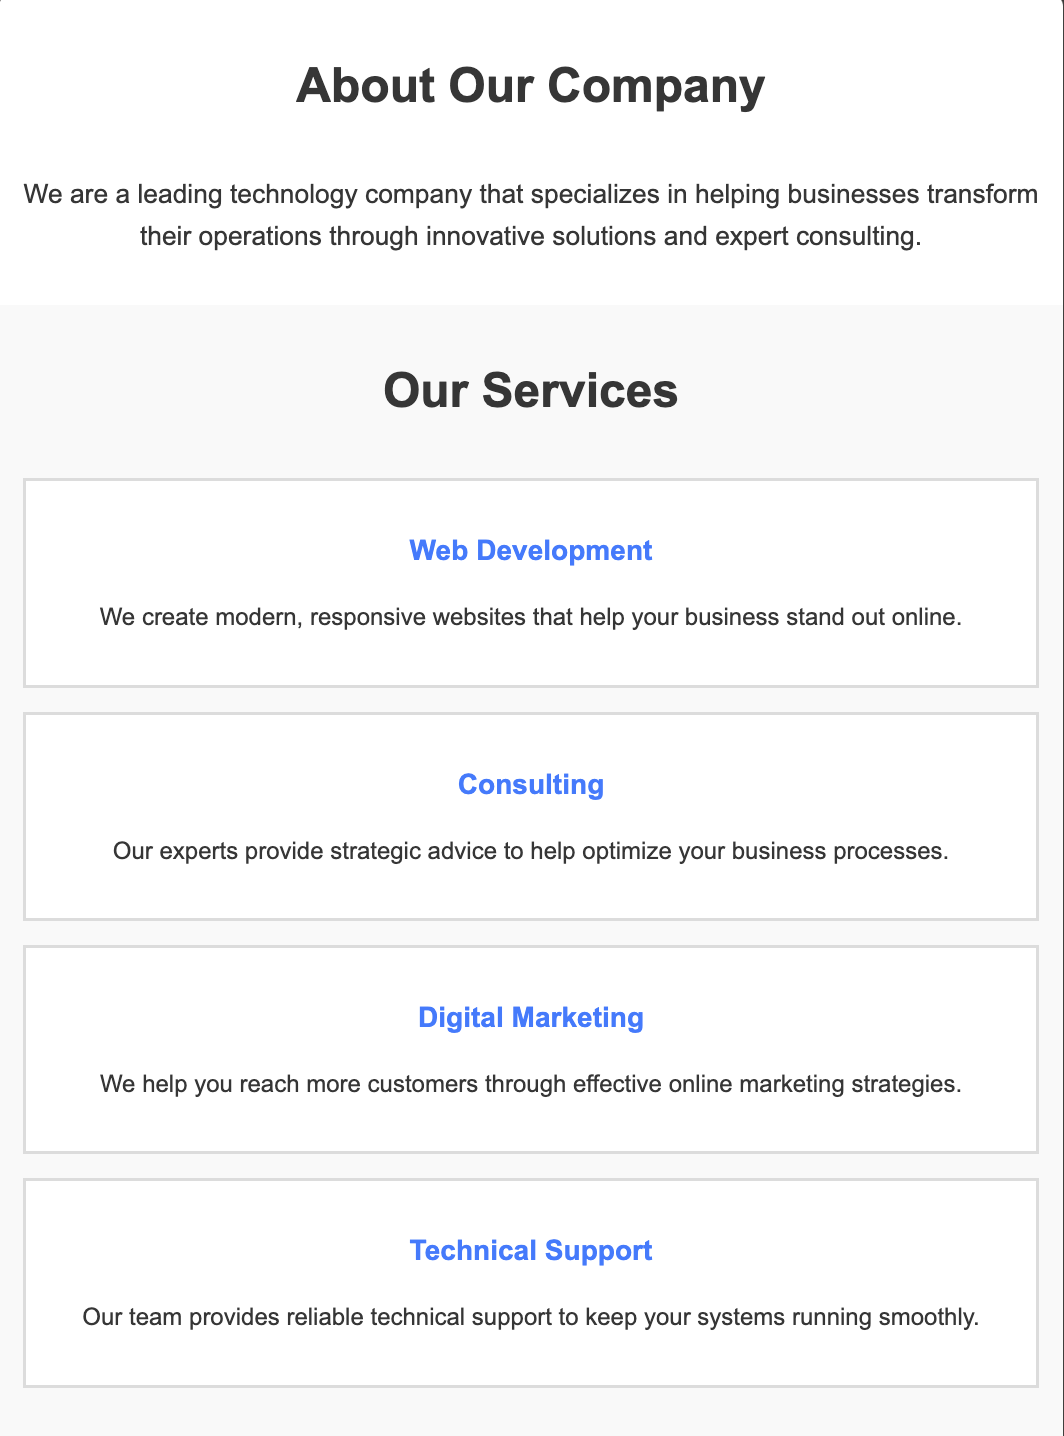 About Our Company
We are a leading technology company that specializes in helping businesses transform
their operations through innovative solutions and expert consulting.
Our Services
Web Development
We create modern, responsive websites that help your business stand out online.
Consulting
Our experts provide strategic advice to help optimize your business processes.
Digital Marketing
We help you reach more customers through effective online marketing strategies.
Technical Support
Our team provides reliable technical support to keep your systems running smoothly.